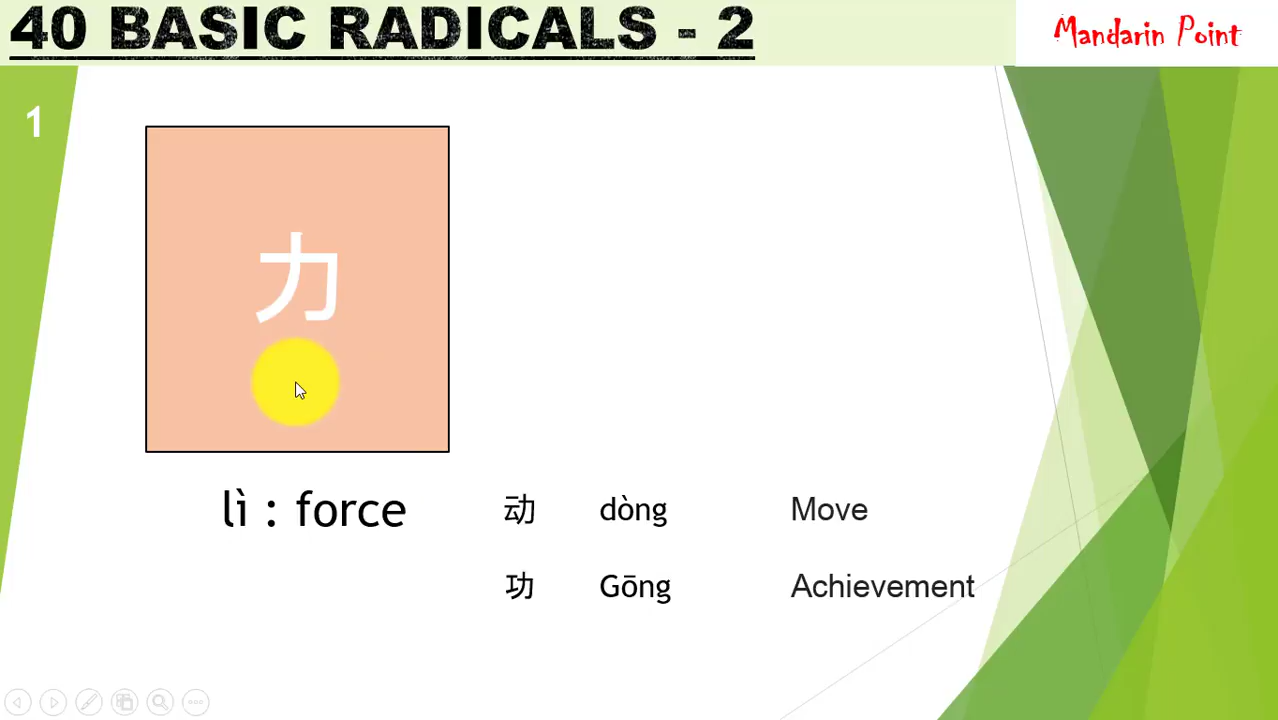 40 BASIC RADICALS - 2
Mandarin Point
1
力
lì : force
动 dòng Move
功 Gōng Achievement